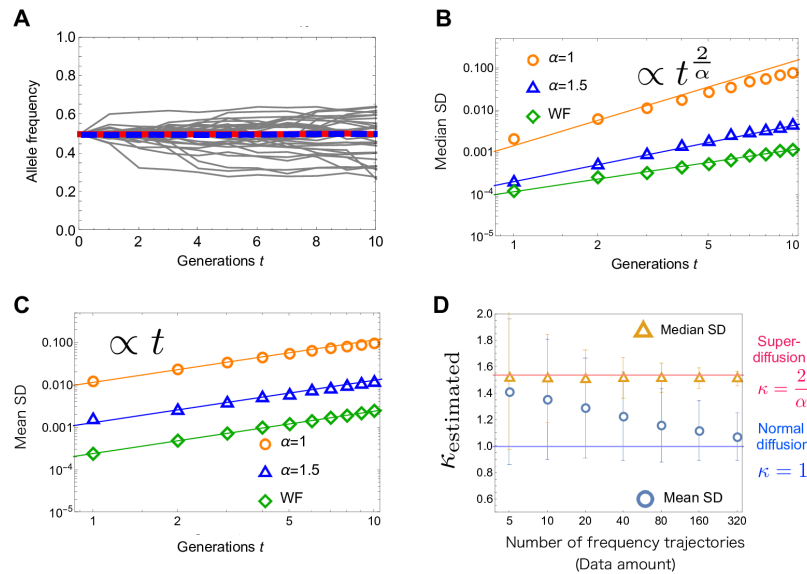 A
1.0
0.8
0.6
0.4
0.2
0.0
Allele frequency
0 2 4 6 8 10
Generations t
B
α=1
α=1.5
WF
∝ t^{2/α}
0.100
0.010
0.001
10⁻⁴
10⁻⁵
Median SD
1 2 5 10
Generations t
C
∝ t
0.100
0.010
0.001
10⁻⁴
10⁻⁵
Mean SD
α=1
α=1.5
WF
1 2 5 10
Generations t
D
2.0
1.8
1.6
1.4
1.2
1.0
0.8
0.6
κestimated
Median SD
Mean SD
5 10 20 40 80 160 320
Number of frequency trajectories
(Data amount)
Super-
diffusion
κ = 2/α
Normal
diffusion
κ = 1